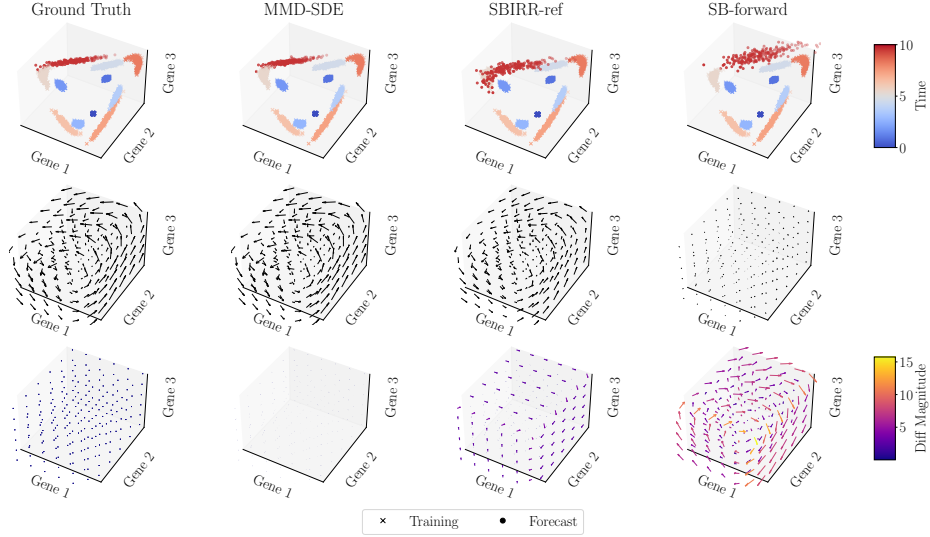 Ground Truth
MMD-SDE
SBIRR-ref
SB-forward
Gene 1
Gene 2
Gene 3
Gene 1
Gene 2
Gene 3
Gene 1
Gene 2
Gene 3
Gene 1
Gene 2
Gene 3
10
5
0
Time
Gene 1
Gene 2
Gene 3
Gene 1
Gene 2
Gene 3
Gene 1
Gene 2
Gene 3
Gene 1
Gene 2
Gene 3
Gene 1
Gene 2
Gene 3
Gene 1
Gene 2
Gene 3
Gene 1
Gene 2
Gene 3
Gene 1
Gene 2
Gene 3
15
10
5
Diff Magnitude
Training
Forecast